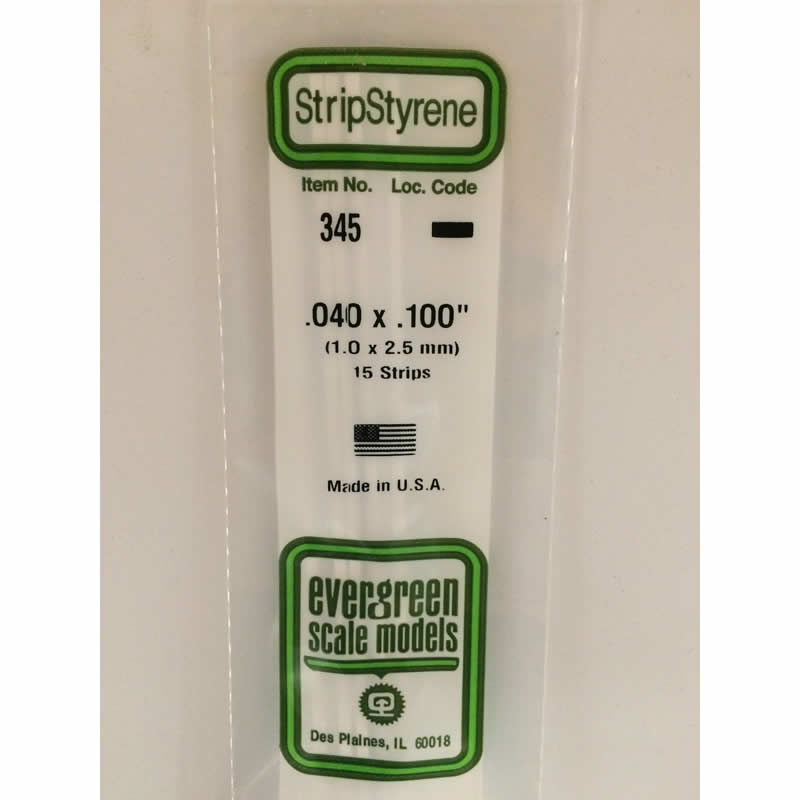 StripStyrene
Item No. Loc. Code
345
.040 x .100"
(1.0 x 2.5 mm)
15 Strips
Made in U.S.A.
evergreen
scale models
Des Plaines, IL 60018